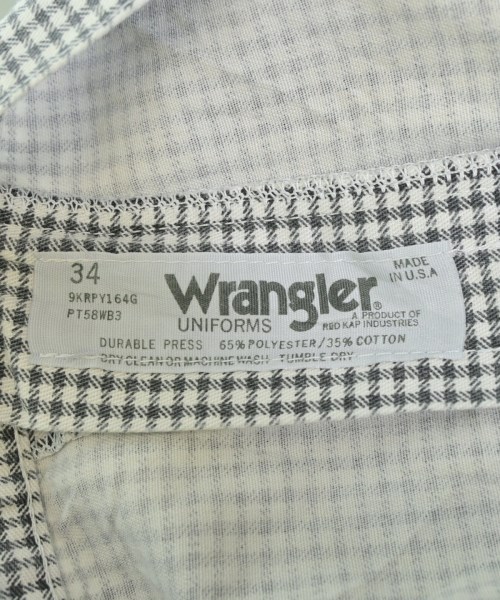 34
9KRPY164G
PT58WB3
Wrangler®
UNIFORMS
MADE
IN U.S.A
A PRODUCT OF
RED KAP INDUSTRIES
DURABLE PRESS 65% POLYESTER/35% COTTON
DRY CLEAN OR MACHINE WASH TUMBLE DRY